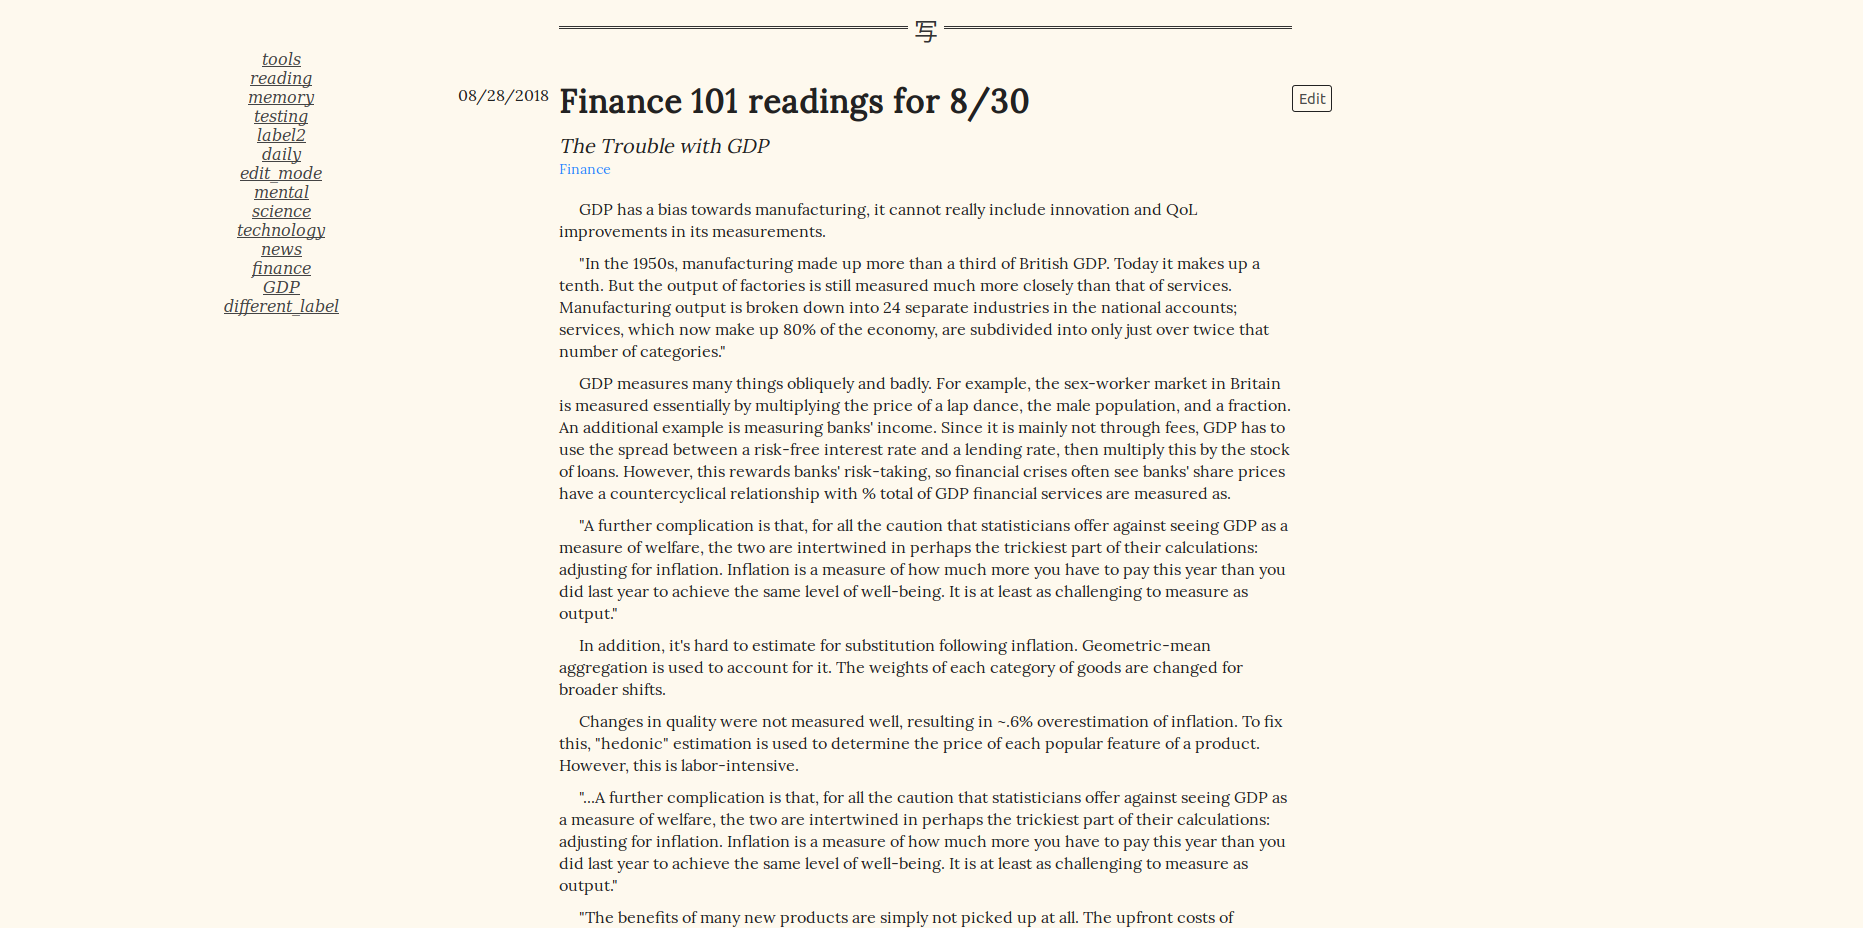 写
tools
reading
memory
testing
label2
daily
edit_mode
mental
science
technology
news
finance
GDP
different_label
08/28/2018
Finance 101 readings for 8/30
Edit
The Trouble with GDP
Finance
GDP has a bias towards manufacturing, it cannot really include innovation and QoL
improvements in its measurements.
"In the 1950s, manufacturing made up more than a third of British GDP. Today it makes up a
tenth. But the output of factories is still measured much more closely than that of services.
Manufacturing output is broken down into 24 separate industries in the national accounts;
services, which now make up 80% of the economy, are subdivided into only just over twice that
number of categories."
GDP measures many things obliquely and badly. For example, the sex-worker market in Britain
is measured essentially by multiplying the price of a lap dance, the male population, and a fraction.
An additional example is measuring banks' income. Since it is mainly not through fees, GDP has to
use the spread between a risk-free interest rate and a lending rate, then multiply this by the stock
of loans. However, this rewards banks' risk-taking, so financial crises often see banks' share prices
have a countercyclical relationship with % total of GDP financial services are measured as.
"A further complication is that, for all the caution that statisticians offer against seeing GDP as a
measure of welfare, the two are intertwined in perhaps the trickiest part of their calculations:
adjusting for inflation. Inflation is a measure of how much more you have to pay this year than you
did last year to achieve the same level of well-being. It is at least as challenging to measure as
output."
In addition, it's hard to estimate for substitution following inflation. Geometric-mean
aggregation is used to account for it. The weights of each category of goods are changed for
broader shifts.
Changes in quality were not measured well, resulting in ~.6% overestimation of inflation. To fix
this, "hedonic" estimation is used to determine the price of each popular feature of a product.
However, this is labor-intensive.
"...A further complication is that, for all the caution that statisticians offer against seeing GDP as
a measure of welfare, the two are intertwined in perhaps the trickiest part of their calculations:
adjusting for inflation. Inflation is a measure of how much more you have to pay this year than you
did last year to achieve the same level of well-being. It is at least as challenging to measure as
output."
"The benefits of many new products are simply not picked up at all. The upfront costs of